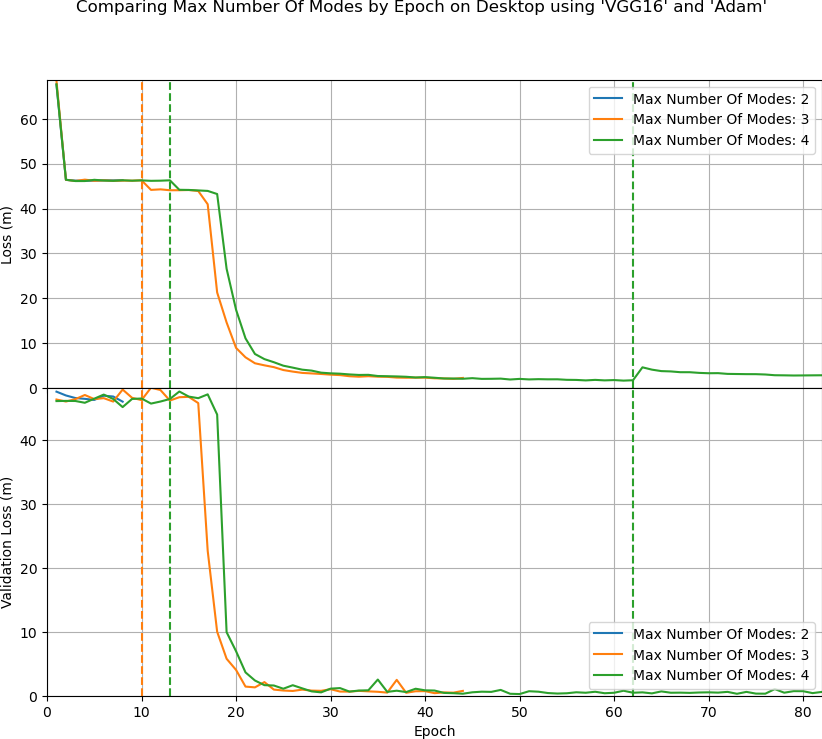 Comparing Max Number Of Modes by Epoch on Desktop using 'VGG16' and 'Adam'
Loss (m)
60
50
40
30
20
10
0
Max Number Of Modes: 2
Max Number Of Modes: 3
Max Number Of Modes: 4
Validation Loss (m)
40
30
20
10
0
Max Number Of Modes: 2
Max Number Of Modes: 3
Max Number Of Modes: 4
0 10 20 30 40 50 60 70 80
Epoch